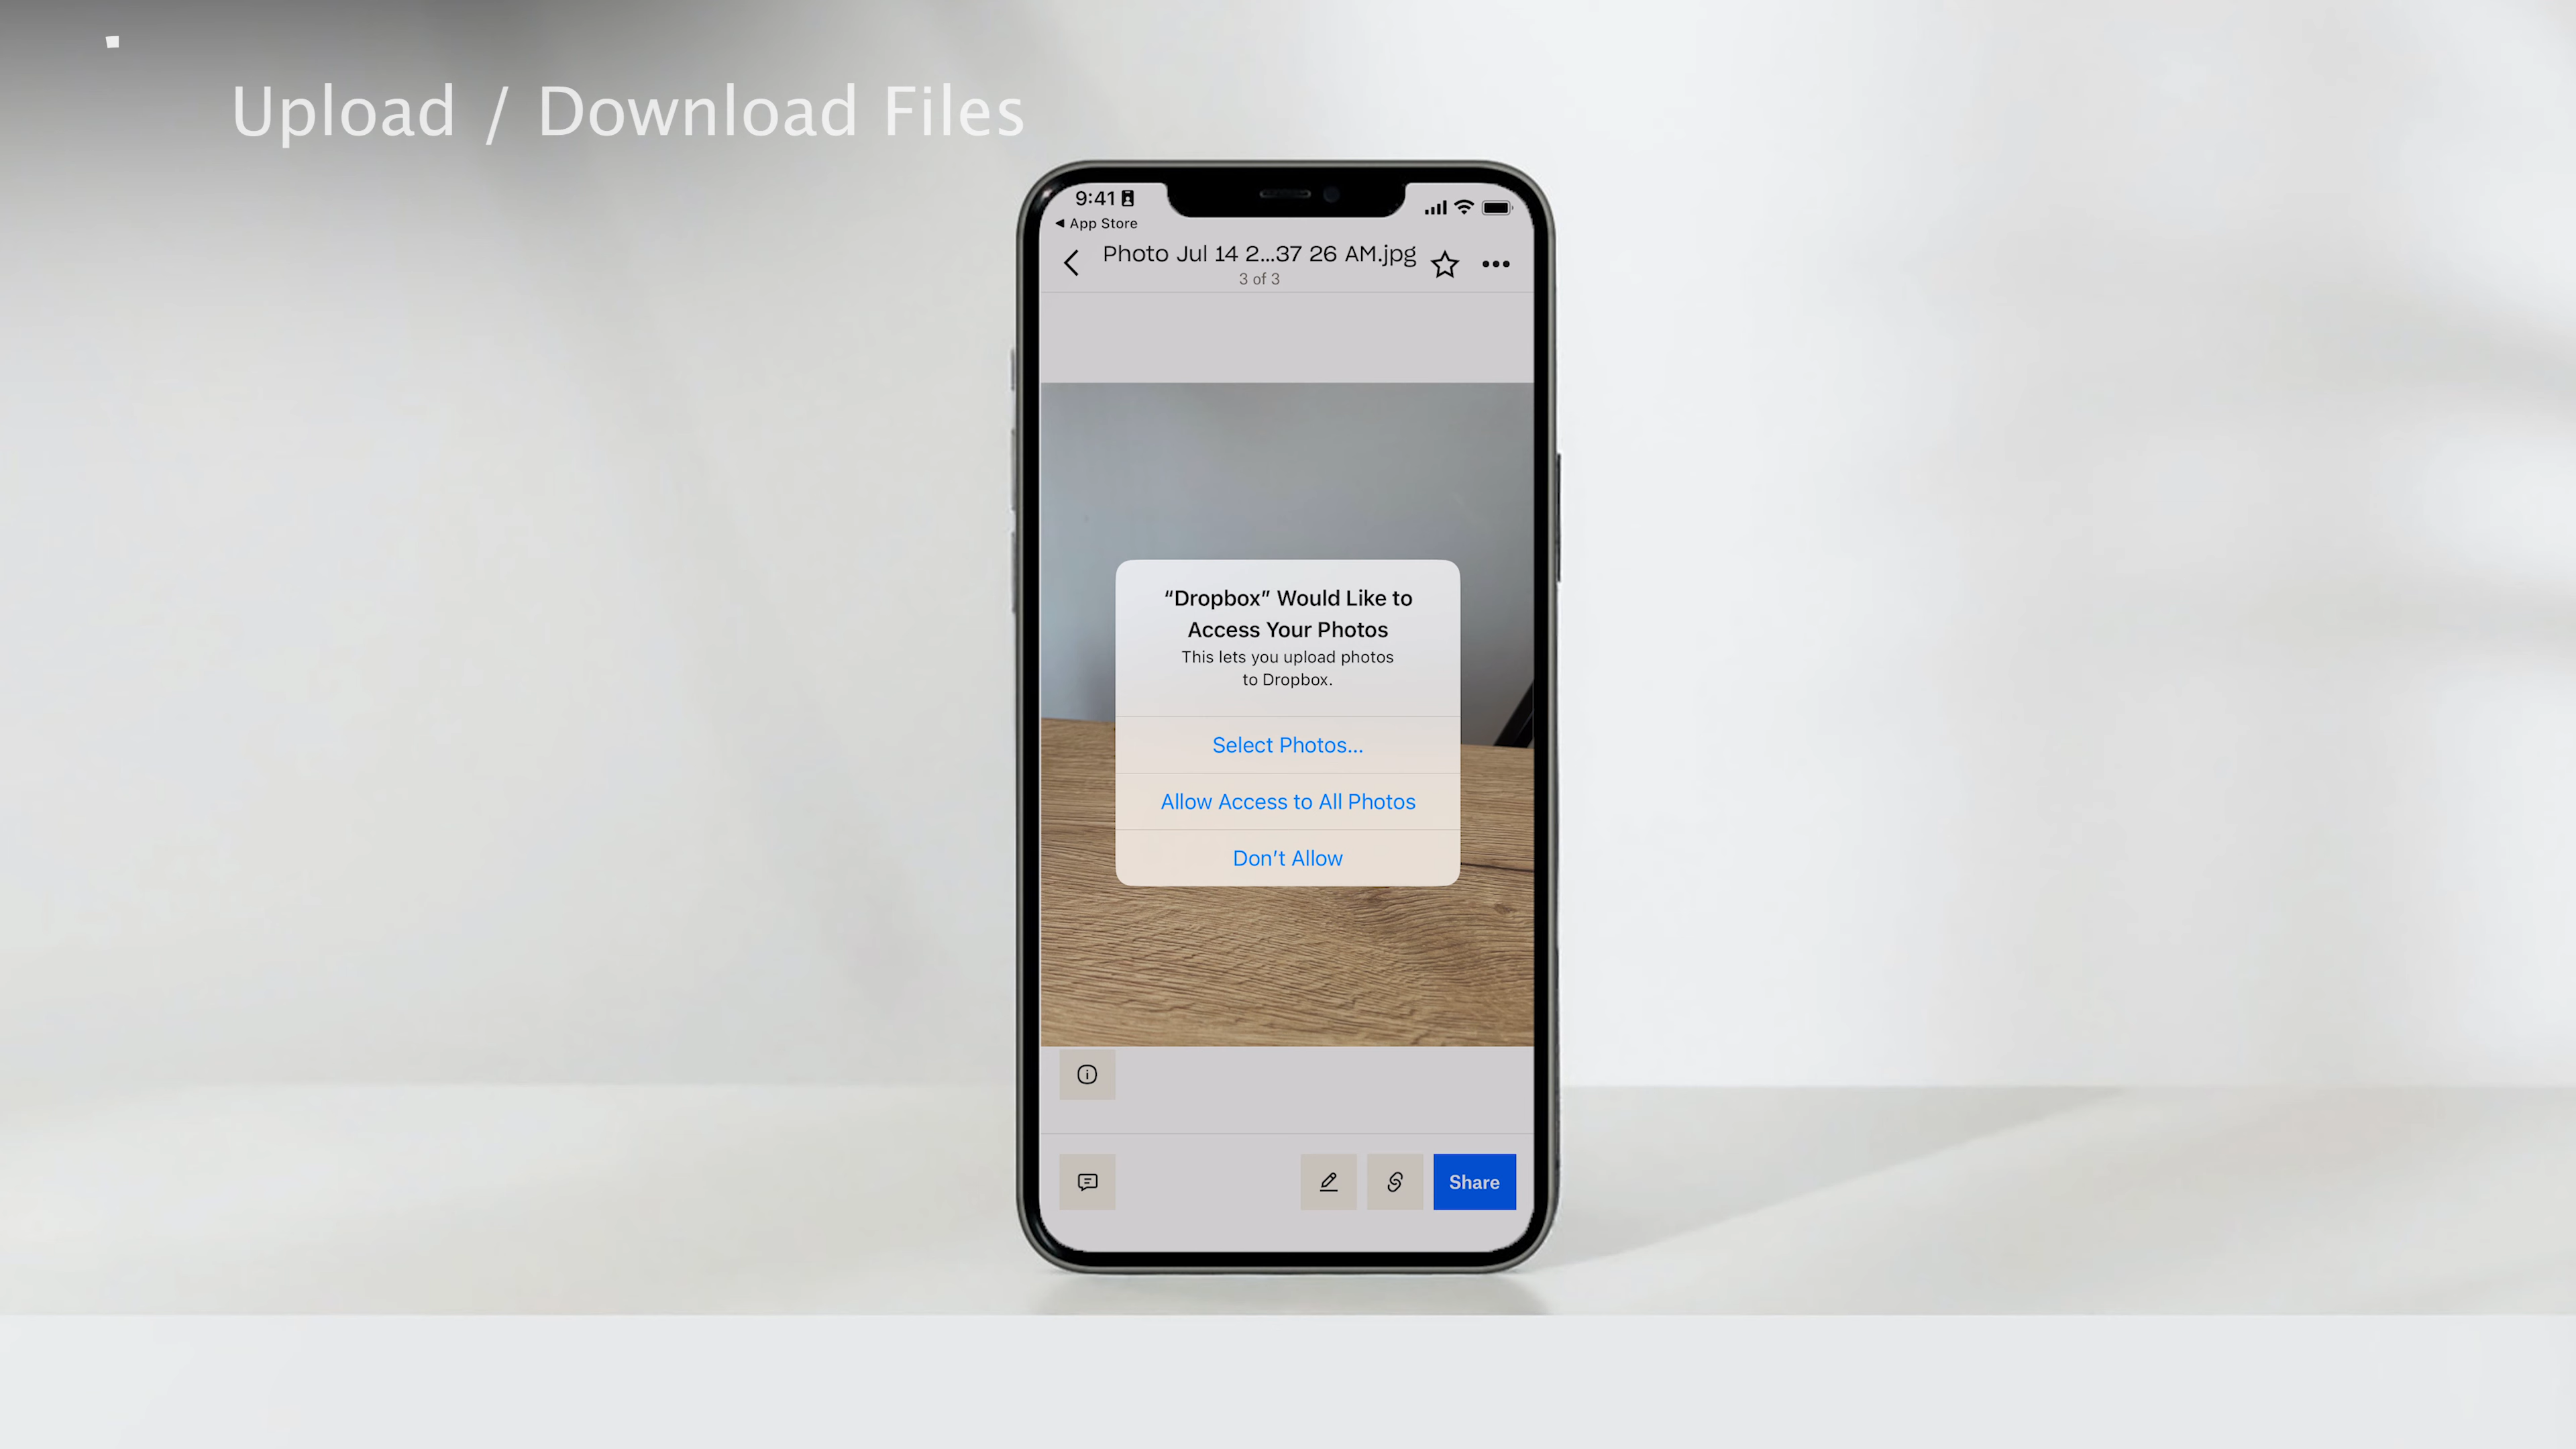 Upload / Download Files
9:41
◀ App Store
Photo Jul 14 2...37 26 AM.jpg
3 of 3
“Dropbox” Would Like to
Access Your Photos
This lets you upload photos
to Dropbox.
Select Photos...
Allow Access to All Photos
Don’t Allow
Share